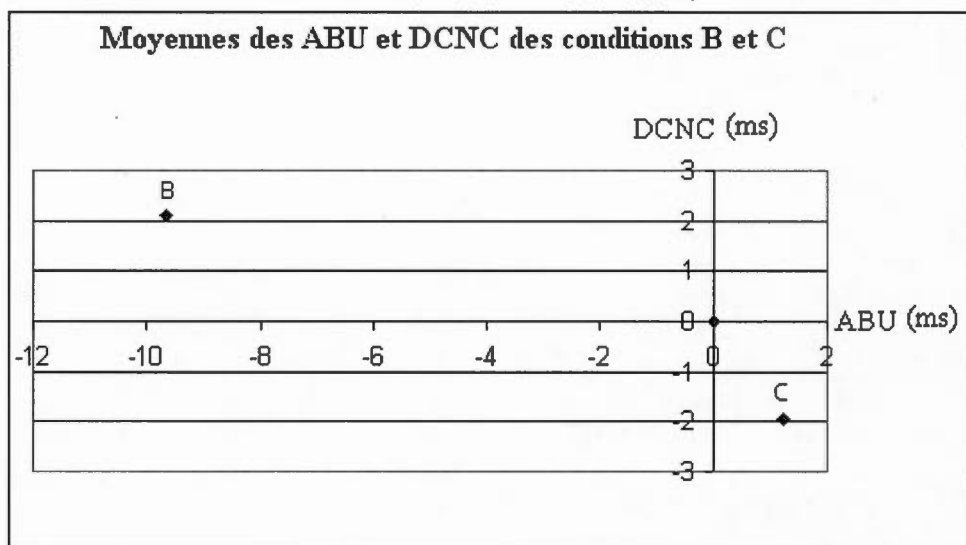 Moyennes des ABU et DCNC des conditions B et C
DCNC (ms)
3
B
2
1
0
ABU (ms)
-12 -10 -8 -6 -4 -2 0 2
-1
C
-2
-3